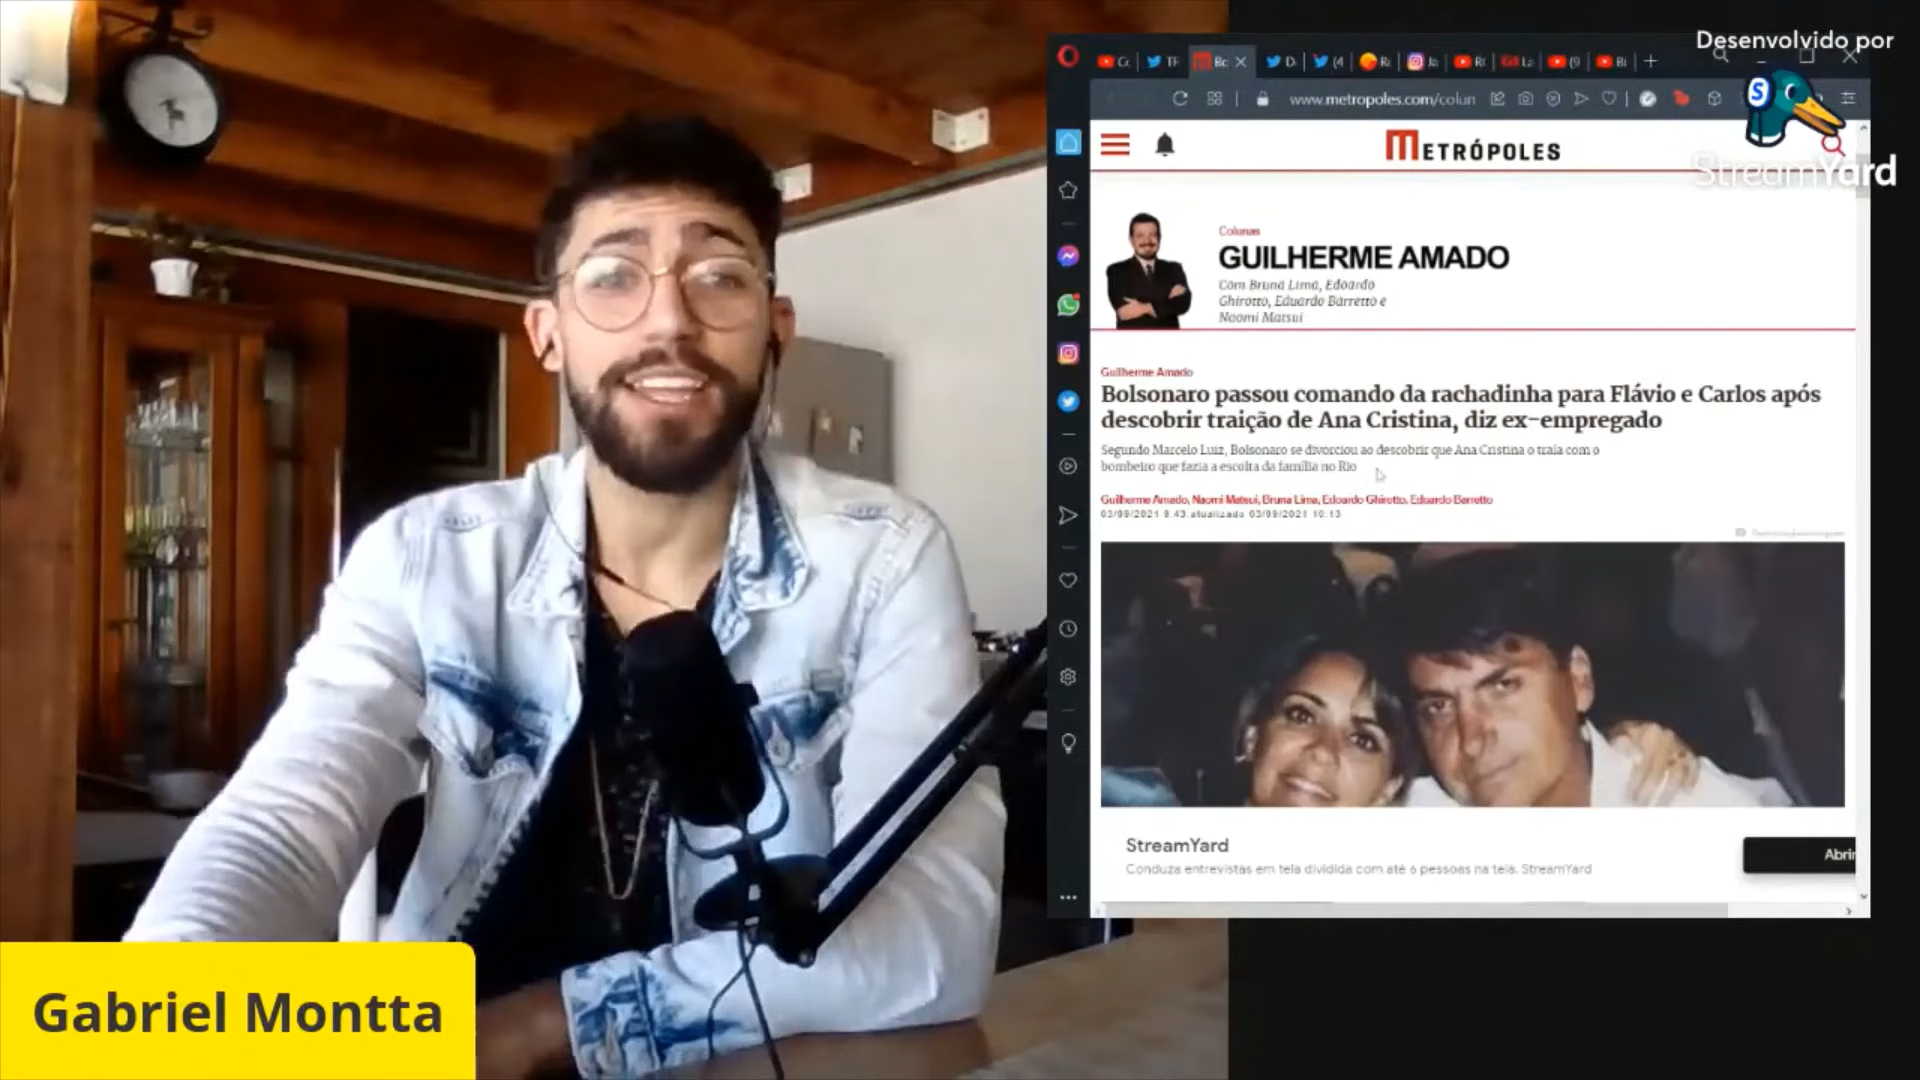 Desenvolvido por
StreamYard
www.metropoles.com/colun
METRÓPOLES
Colunas
GUILHERME AMADO
Com Bruna Lima, Edoardo
Ghirotto, Eduardo Barretto e
Naomi Matsui
Guilherme Amado
Bolsonaro passou comando da rachadinha para Flávio e Carlos após
descobrir traição de Ana Cristina, diz ex-empregado
Segundo Marcelo Luiz, Bolsonaro se divorciou ao descobrir que Ana Cristina o traía com o
bombeiro que fazia a escolta da família no Rio
Guilherme Amado, Naomi Matsui, Bruna Lima, Edoardo Ghirotto, Eduardo Barretto
03/09/2021 9:43, atualizado 03/09/2021 10:13
StreamYard
Conduza entrevistas em tela dividida com até 6 pessoas na tela. StreamYard
Abrir
Gabriel Montta